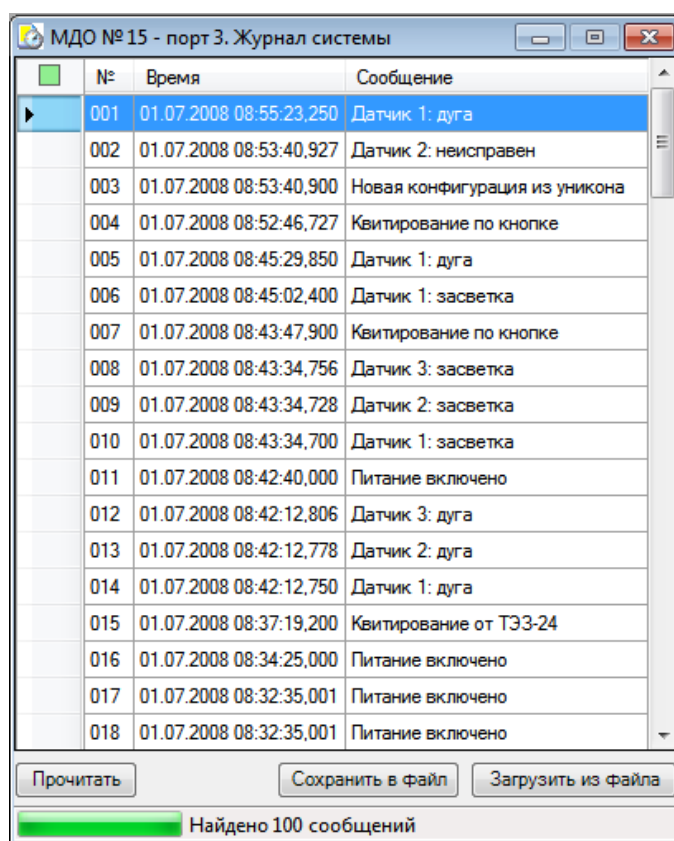 МДО № 15 - порт 3. Журнал системы
№ Время Сообщение
001 01.07.2008 08:55:23,250 Датчик 1: дуга
002 01.07.2008 08:53:40,927 Датчик 2: неисправен
003 01.07.2008 08:53:40,900 Новая конфигурация из уникона
004 01.07.2008 08:52:46,727 Квитирование по кнопке
005 01.07.2008 08:45:29,850 Датчик 1: дуга
006 01.07.2008 08:45:02,400 Датчик 1: засветка
007 01.07.2008 08:43:47,900 Квитирование по кнопке
008 01.07.2008 08:43:34,756 Датчик 3: засветка
009 01.07.2008 08:43:34,728 Датчик 2: засветка
010 01.07.2008 08:43:34,700 Датчик 1: засветка
011 01.07.2008 08:42:40,000 Питание включено
012 01.07.2008 08:42:12,806 Датчик 3: дуга
013 01.07.2008 08:42:12,778 Датчик 2: дуга
014 01.07.2008 08:42:12,750 Датчик 1: дуга
015 01.07.2008 08:37:19,200 Квитирование от ТЭЗ-24
016 01.07.2008 08:34:25,000 Питание включено
017 01.07.2008 08:32:35,001 Питание включено
018 01.07.2008 08:32:35,001 Питание включено
Прочитать Сохранить в файл Загрузить из файла
Найдено 100 сообщений